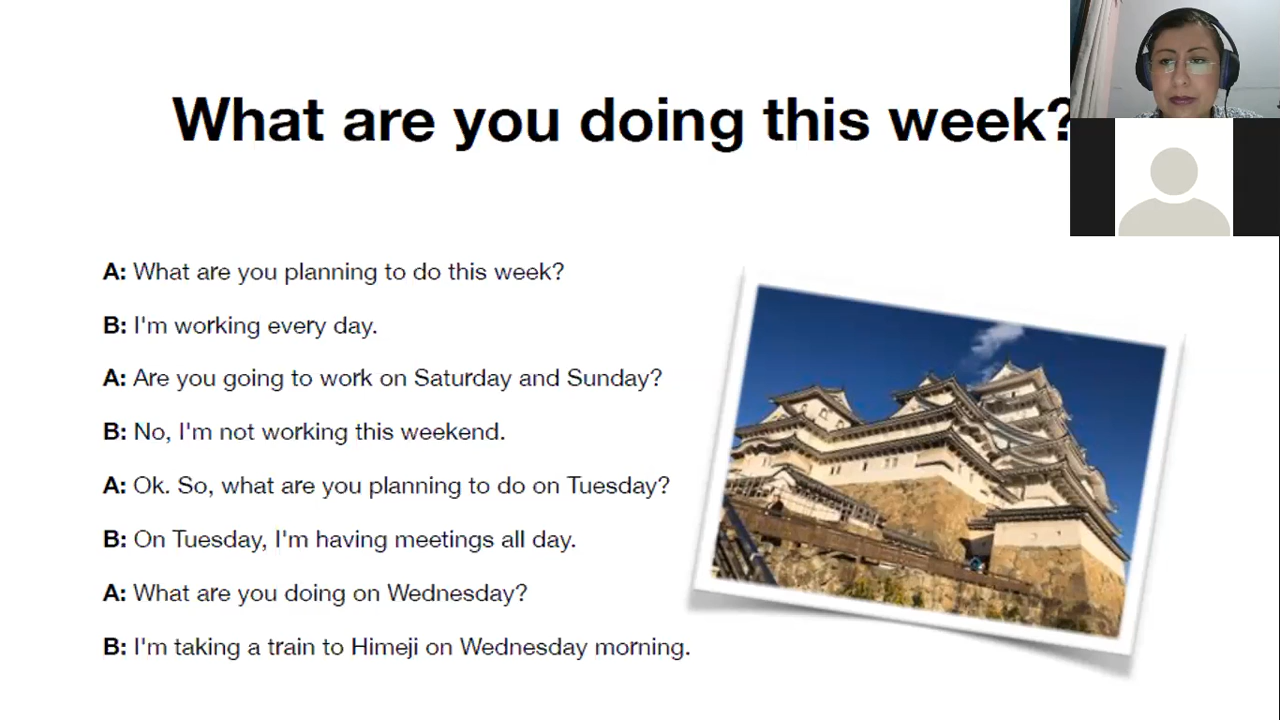 What are you doing this week?
A: What are you planning to do this week?
B: I'm working every day.
A: Are you going to work on Saturday and Sunday?
B: No, I'm not working this weekend.
A: Ok. So, what are you planning to do on Tuesday?
B: On Tuesday, I'm having meetings all day.
A: What are you doing on Wednesday?
B: I'm taking a train to Himeji on Wednesday morning.